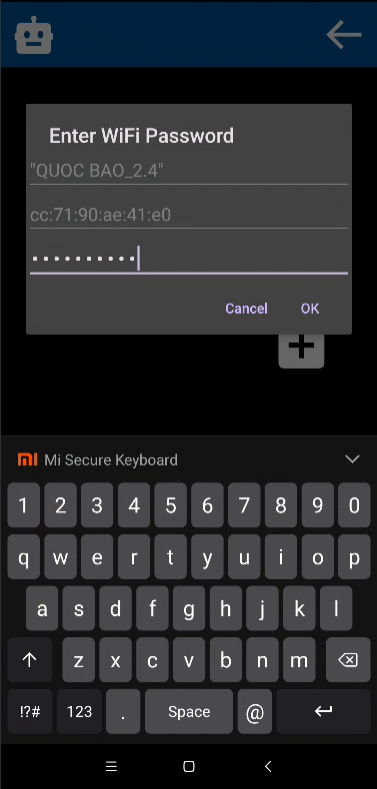 Enter WiFi Password
"QUOC BAO_2.4"
cc:71:90:ae:41:e0
••••••••••
Cancel OK
Mi Secure Keyboard
1 2 3 4 5 6 7 8 9 0
q w e r t y u i o p
a s d f g h j k l
z x c v b n m
!?# 123 . Space @